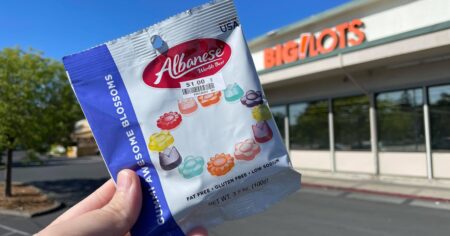 USA
BIG LOTS
Albanese
World's Best
$1.00
GUMMI AWESOME BLOSSOMS
FAT FREE • GLUTEN FREE • LOW SODIUM
NET WT. 3.5 oz. (100g)